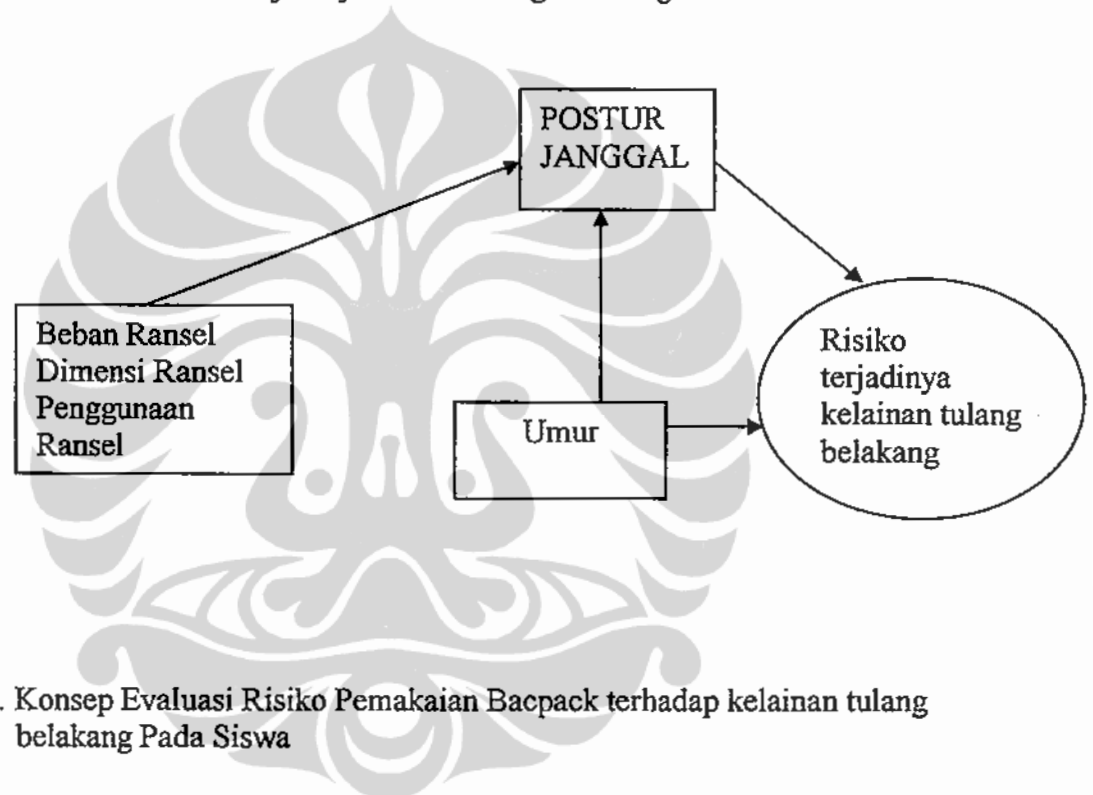 POSTUR
JANGGAL
Beban Ransel
Dimensi Ransel
Penggunaan
Ransel
Umur
Risiko
terjadinya
kelainan tulang
belakang
. Konsep Evaluasi Risiko Pemakaian Bacpack terhadap kelainan tulang
belakang Pada Siswa